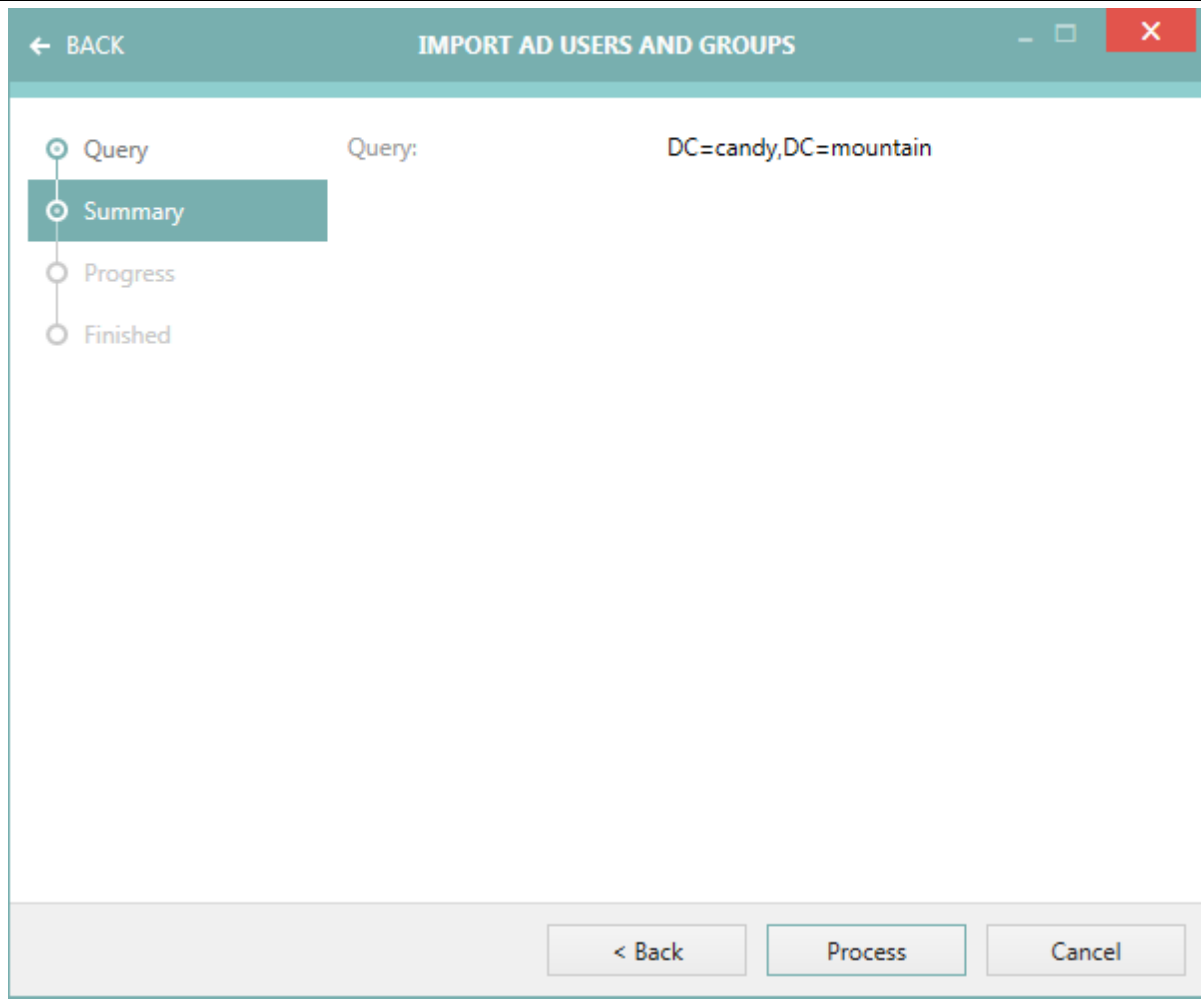 ← BACK
IMPORT AD USERS AND GROUPS
Query
Query:
DC=candy,DC=mountain
Summary
Progress
Finished
< Back
Process
Cancel